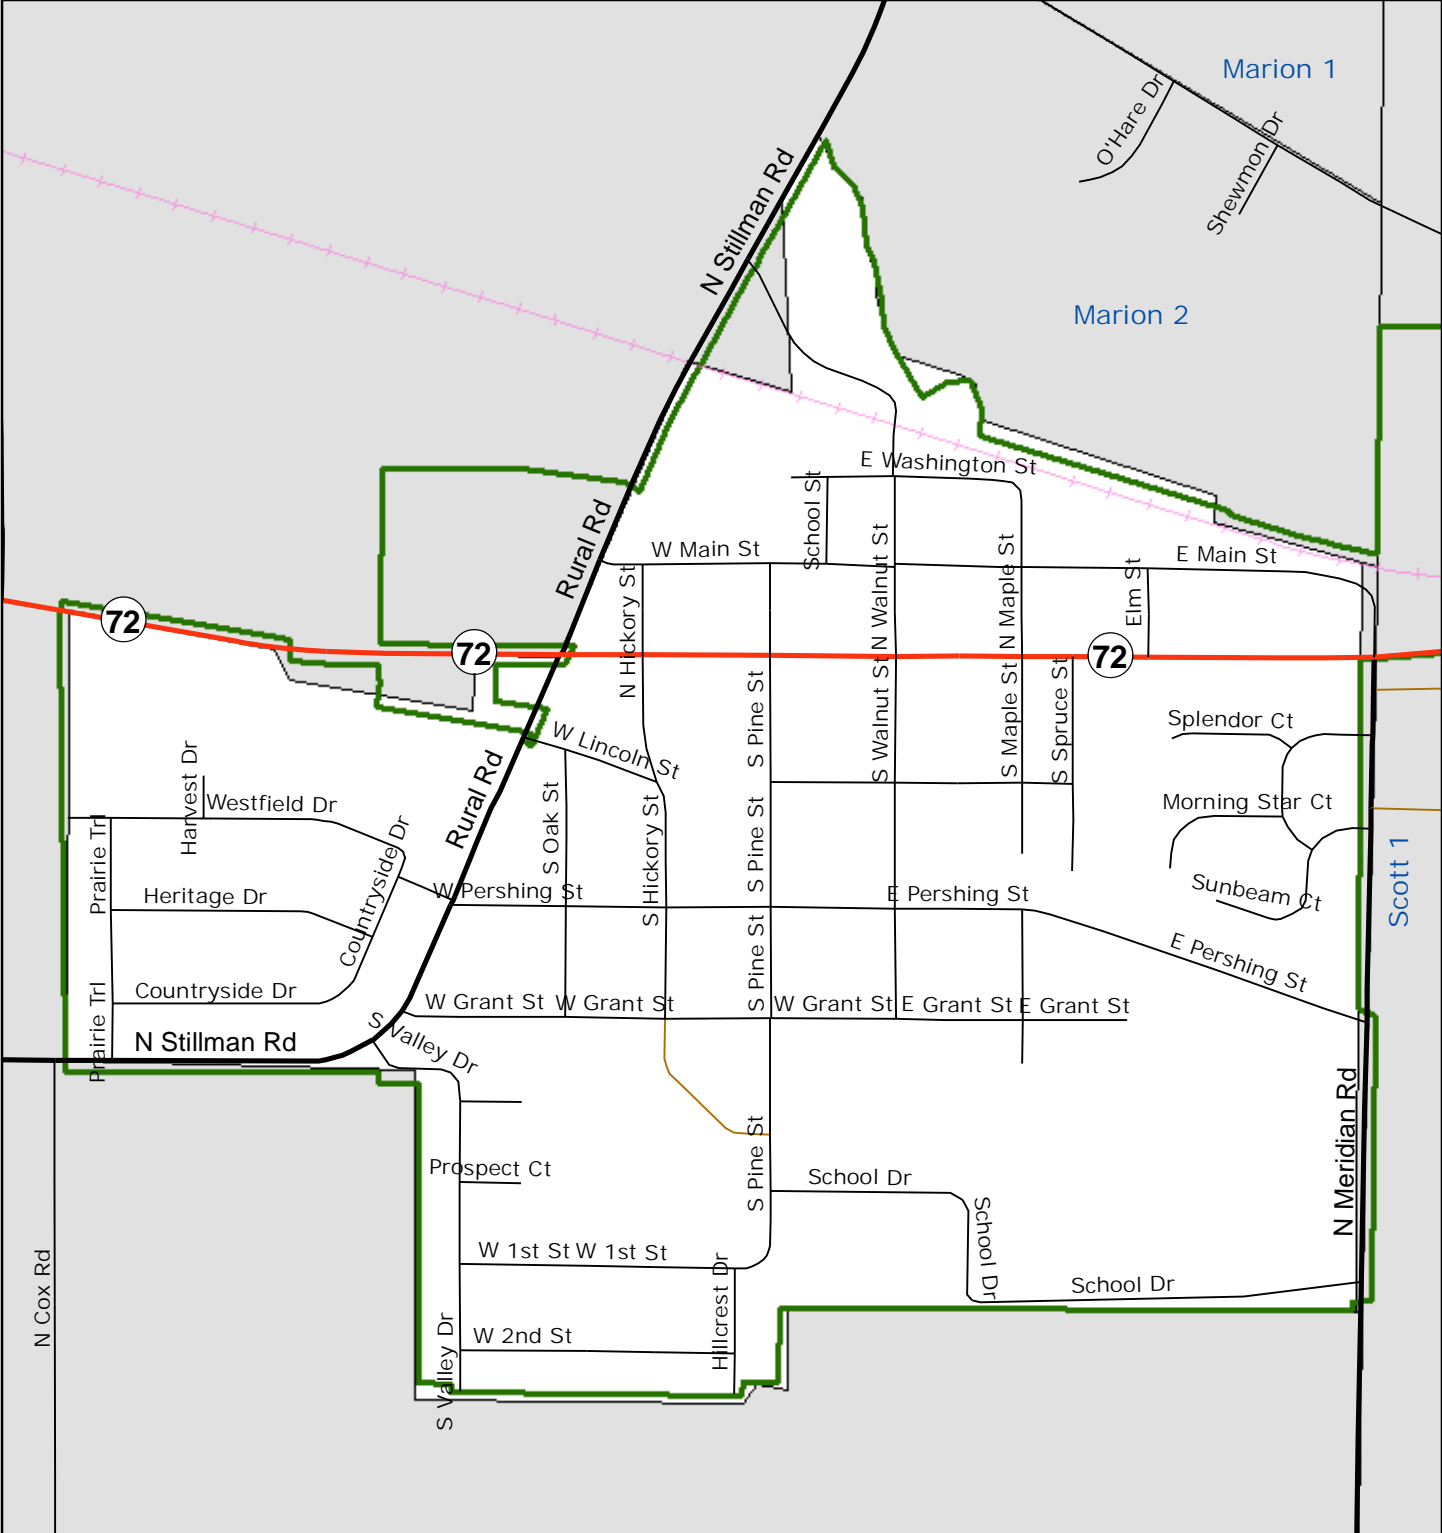 Marion 1
O'Hare Dr
Shewmon Dr
N Stillman Rd
Marion 2
E Washington St
School St
Rural Rd
W Main St
N Walnut St
N Maple St
E Main St
Elm St
N Hickory St
72
72
72
S Pine St
S Walnut St
S Maple St
S Spruce St
Splendor Ct
W Lincoln St
Harvest Dr
Westfield Dr
Rural Rd
S Oak St
S Hickory St
S Pine St
Morning Star Ct
Prairie Trl
Countryside Dr
Scott 1
Heritage Dr
W Pershing St
E Pershing St
Sunbeam Ct
E Pershing St
S Pine St
Countryside Dr
Prairie Trl
W Grant St
W Grant St
W Grant St
E Grant St
E Grant St
N Stillman Rd
S Valley Dr
N Meridian Rd
Prospect Ct
S Pine St
School Dr
School Dr
W 1st St
W 1st St
Hillcrest Dr
School Dr
N Cox Rd
W 2nd St
S Valley Dr